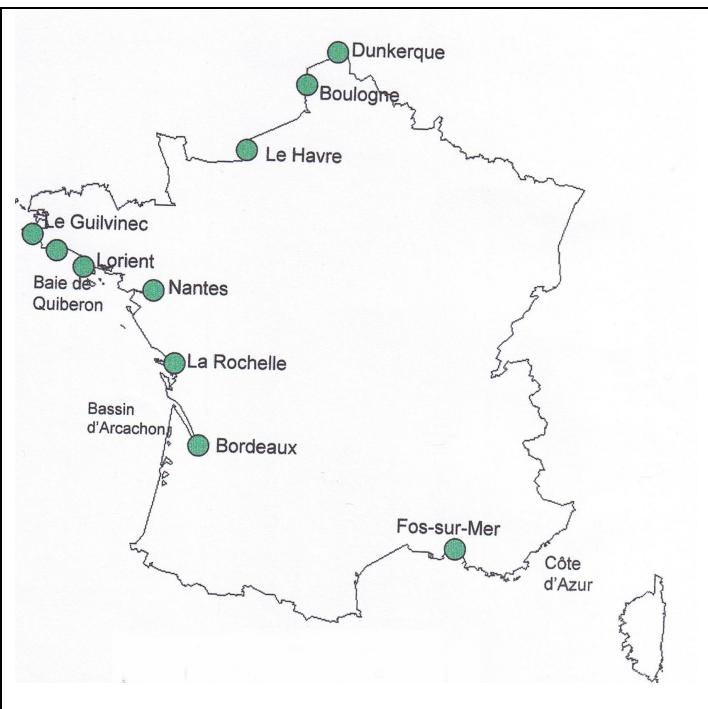 Dunkerque
Boulogne
Le Havre
Le Guilvinec
Lorient
Baie de
Quiberon
Nantes
La Rochelle
Bassin
d'Arcachon
Bordeaux
Fos-sur-Mer
Côte
d'Azur